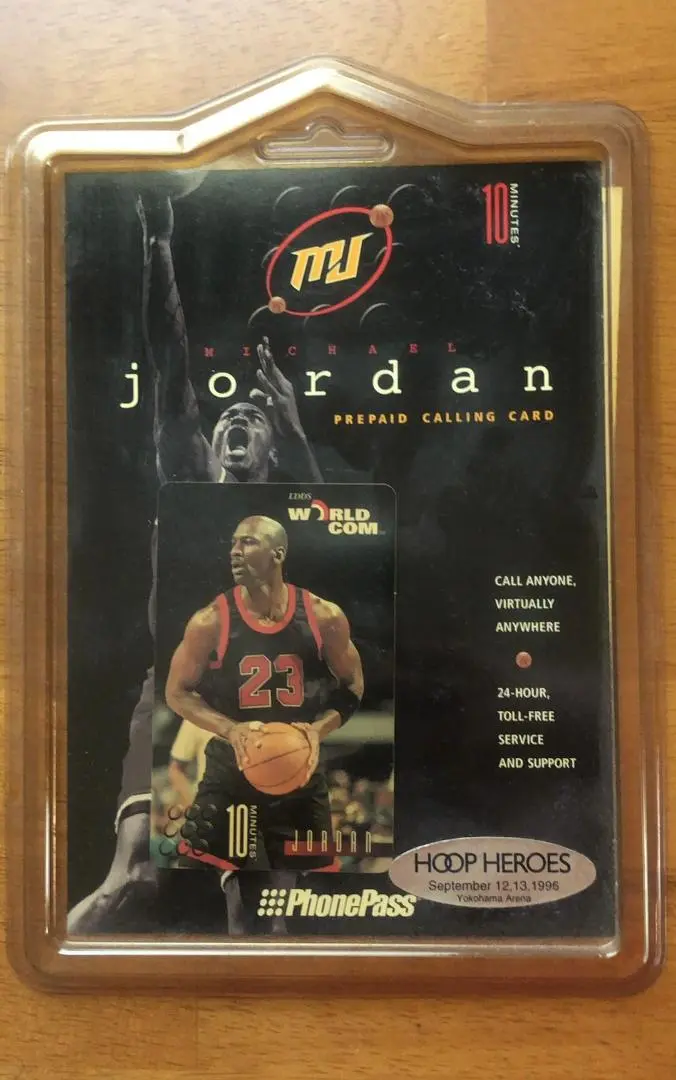 10 MINUTES
MJ
MICHAEL
jordan
PREPAID CALLING CARD
LDDS
WORLD
COM
23
10 MINUTES
JORDAN
CALL ANYONE,
VIRTUALLY
ANYWHERE
24-HOUR,
TOLL-FREE
SERVICE
AND SUPPORT
HOOP HEROES
September 12,13,1996
Yokohama Arena
PhonePass